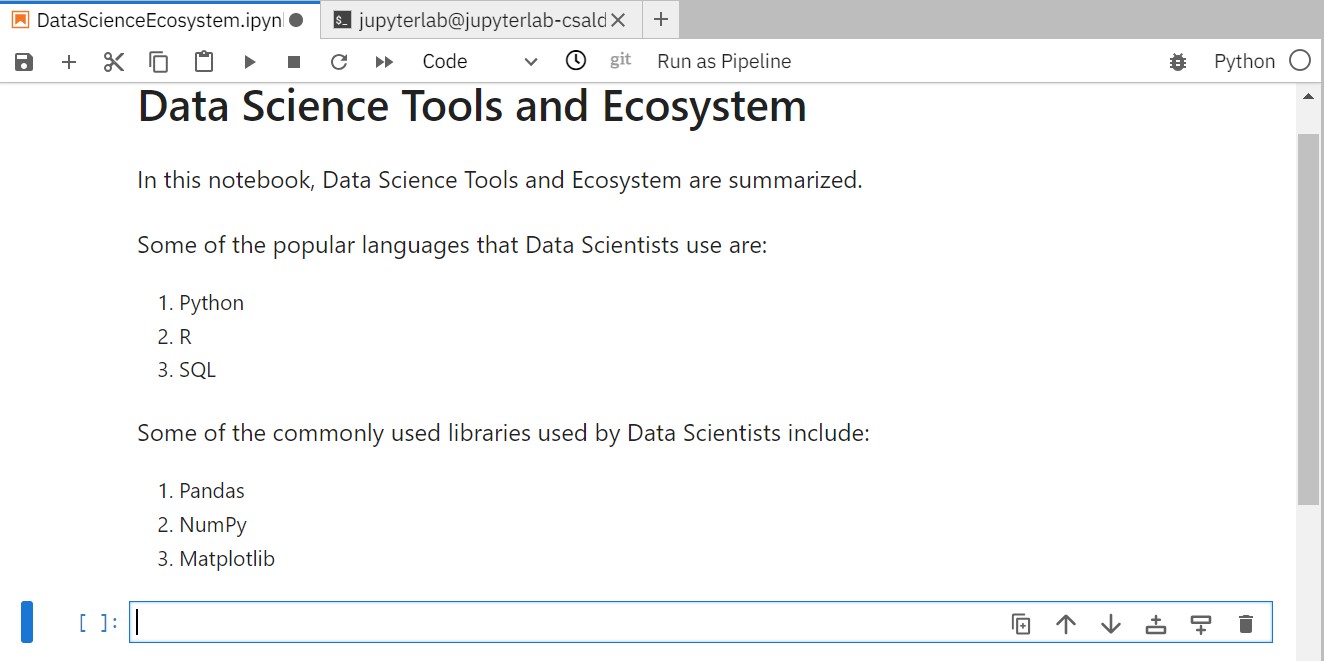 DataScienceEcosystem.ipyn
jupyterlab@jupyterlab-csald
Code
git
Run as Pipeline
Python
Data Science Tools and Ecosystem
In this notebook, Data Science Tools and Ecosystem are summarized.
Some of the popular languages that Data Scientists use are:
1. Python
2. R
3. SQL
Some of the commonly used libraries used by Data Scientists include:
1. Pandas
2. NumPy
3. Matplotlib
[ ]: